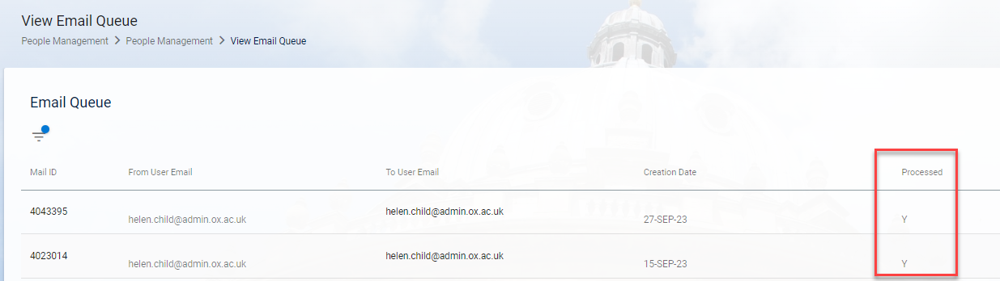 View Email Queue
People Management > People Management > View Email Queue
Email Queue
Mail ID From User Email To User Email Creation Date Processed
4043395 helen.child@admin.ox.ac.uk helen.child@admin.ox.ac.uk 27-SEP-23 Y
4023014 helen.child@admin.ox.ac.uk helen.child@admin.ox.ac.uk 15-SEP-23 Y